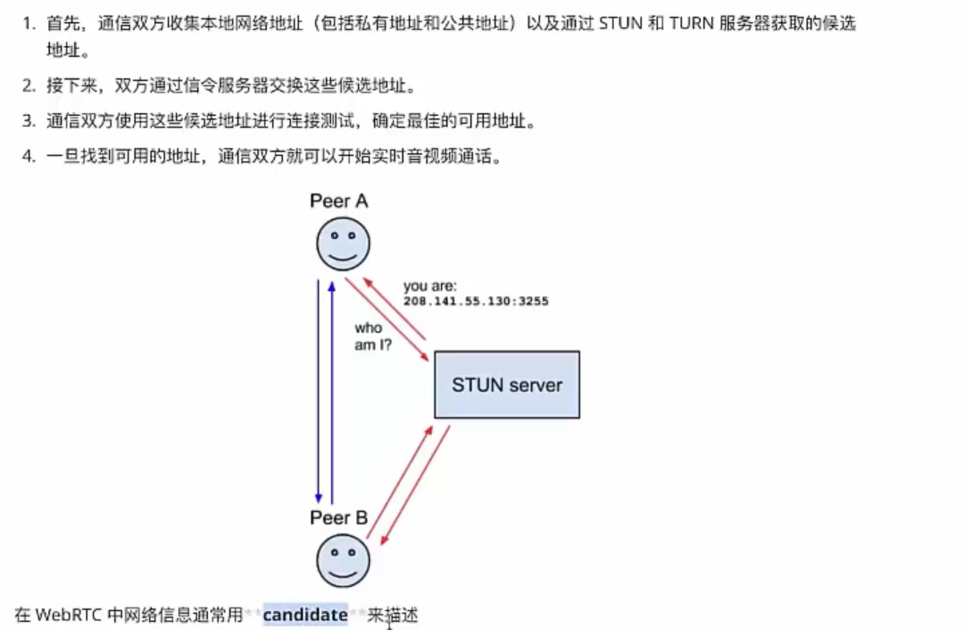 1. 首先，通信双方收集本地网络地址（包括私有地址和公共地址）以及通过 STUN 和 TURN 服务器获取的候选
地址。
2. 接下来，双方通过信令服务器交换这些候选地址。
3. 通信双方使用这些候选地址进行连接测试，确定最佳的可用地址。
4. 一旦找到可用的地址，通信双方就可以开始实时音视频通话。
Peer A
you are:
208.141.55.130:3255
who
am I?
STUN server
Peer B
在 WebRTC 中网络信息通常用**candidate**来描述